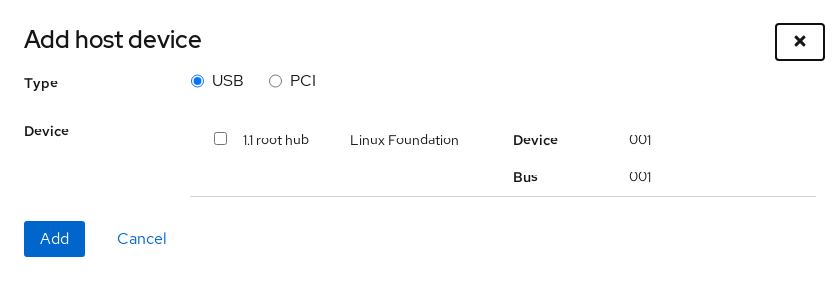 Add host device
Type USB PCI
Device 1.1 root hub Linux Foundation Device 001
Bus 001
Add Cancel